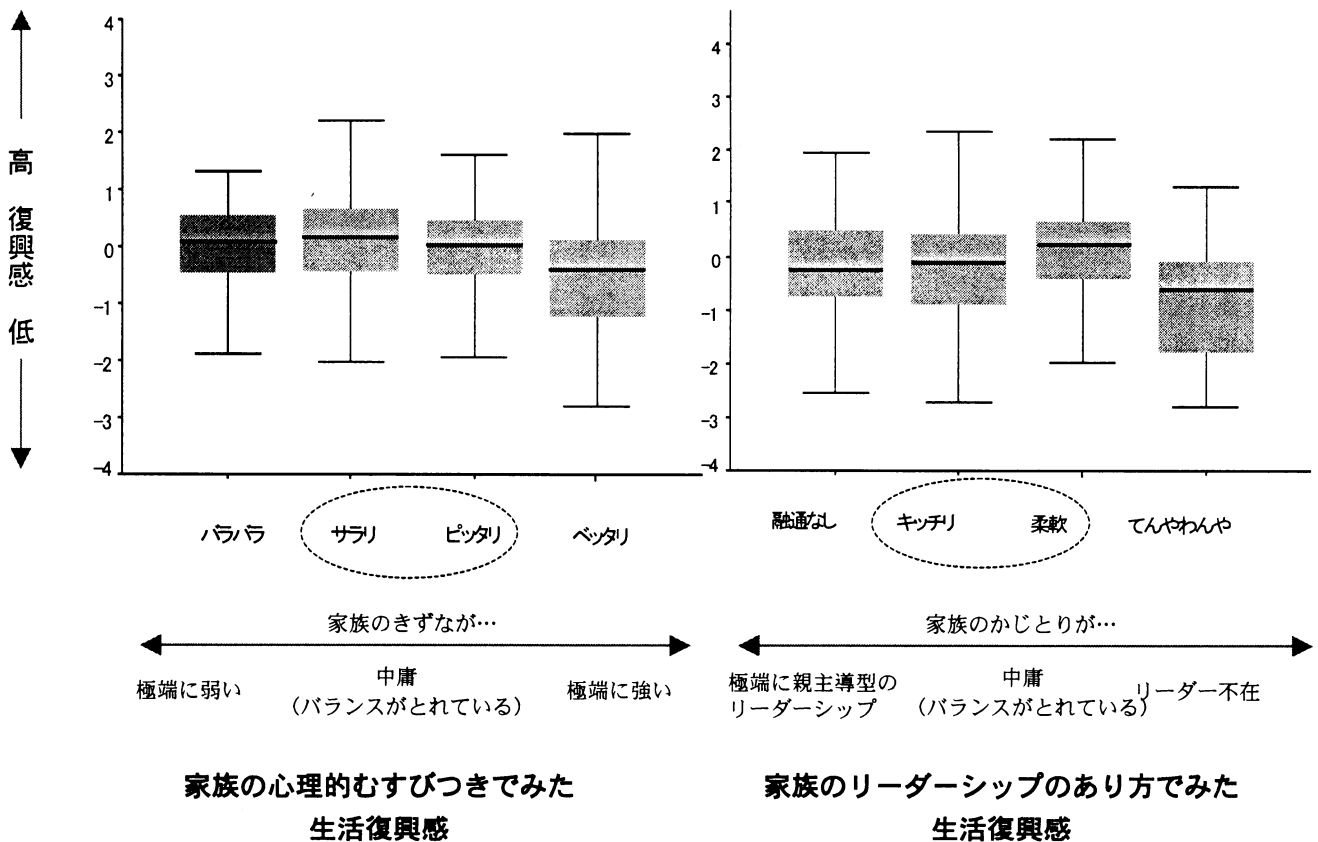 高 復興感 低
4
3
2
1
0
-1
-2
-3
-4
バラバラ サラリ ピッタリ ベッタリ
家族のきずなが…
極端に弱い
中庸
(バランスがとれている)
極端に強い
家族の心理的むすびつきでみた
生活復興感
4
3
2
1
0
-1
-2
-3
-4
融通なし キッチリ 柔軟 てんやわんや
家族のかじとりが…
極端に親主導型の
リーダーシップ
中庸
(バランスがとれている)
リーダー不在
家族のリーダーシップのあり方でみた
生活復興感